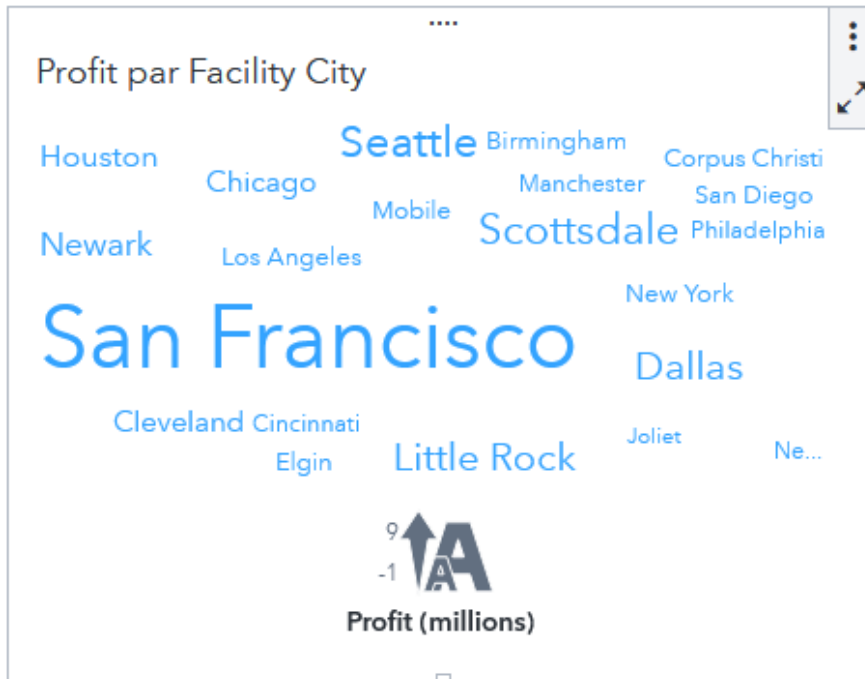 Profit par Facility City
Seattle
Birmingham
Houston
Corpus Christi
Chicago
Manchester
San Diego
Mobile
Scottsdale
Philadelphia
Newark
Los Angeles
New York
San Francisco
Dallas
Cleveland
Cincinnati
Joliet
Elgin
Little Rock
Ne...
9
-1
Profit (millions)